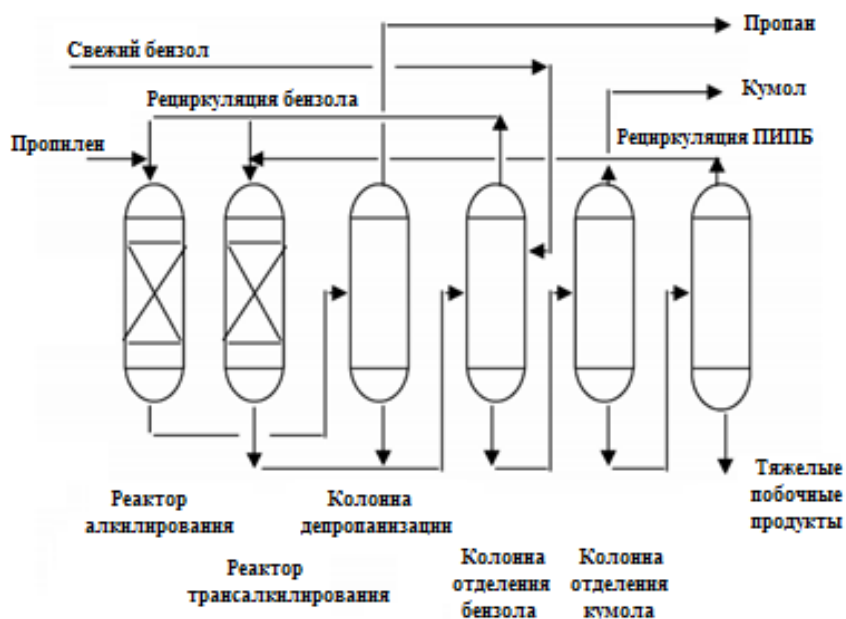 Пропан
Свежий бензол
Кумол
Рециркуляция бензола
Рециркуляция ПИПБ
Пропилен
Тяжелые
побочные
продукты
Реактор
алкилирования
Колонна
депропанизации
Реактор
трансалкилирования
Колонна
отделения
бензола
Колонна
отделения
кумола